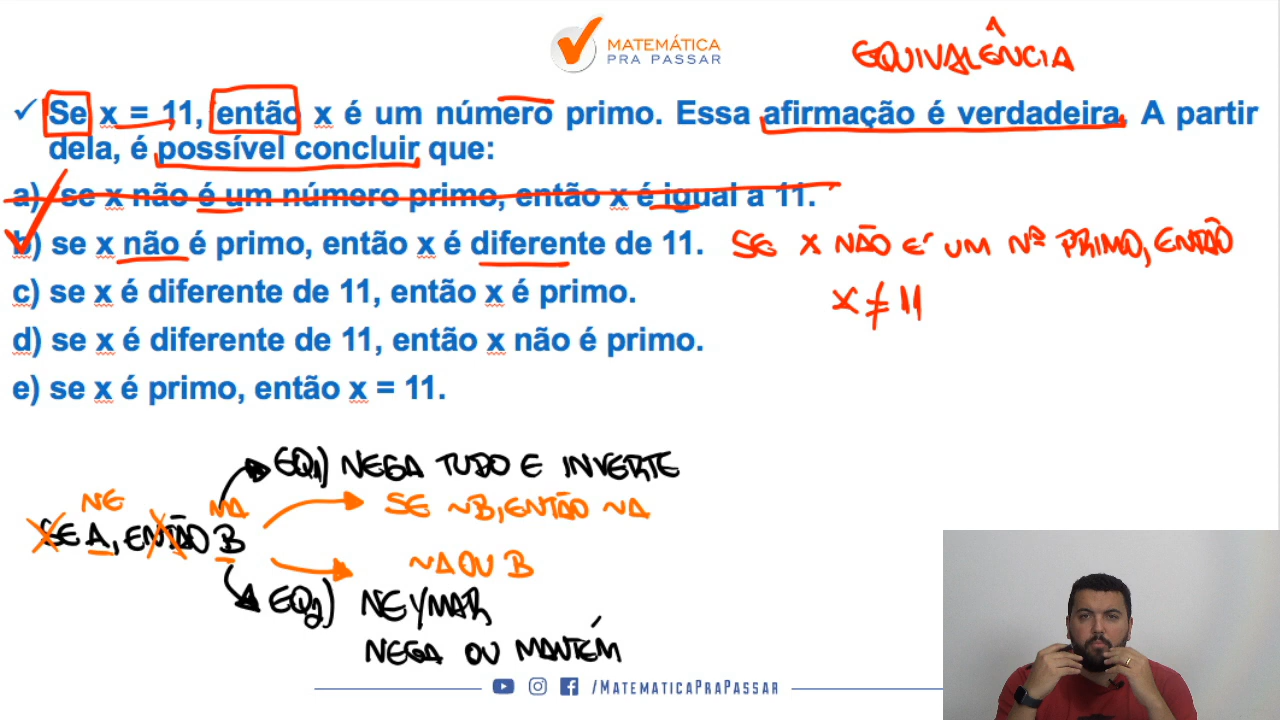 MATEMÁTICA
PRA PASSAR
EQUIVALÊNCIA
✓ Se x = 11, então x é um número primo. Essa afirmação é verdadeira. A partir
dela, é possível concluir que:
a) se x não é um número primo, então x é igual a 11.
b) se x não é primo, então x é diferente de 11.
SE X NÃO É UM Nº PRIMO, ENTÃO
X ≠ 11
c) se x é diferente de 11, então x é primo.
d) se x é diferente de 11, então x não é primo.
e) se x é primo, então x = 11.
EQ1) NEGA TUDO E INVERTE
NE MA
SE ~B, ENTÃO ~A
SE A, ENTÃO B
~A OU B
EQ2) NEYMAR
NEGA OU MANTÉM
/MATEMATICAPRAPASSAR